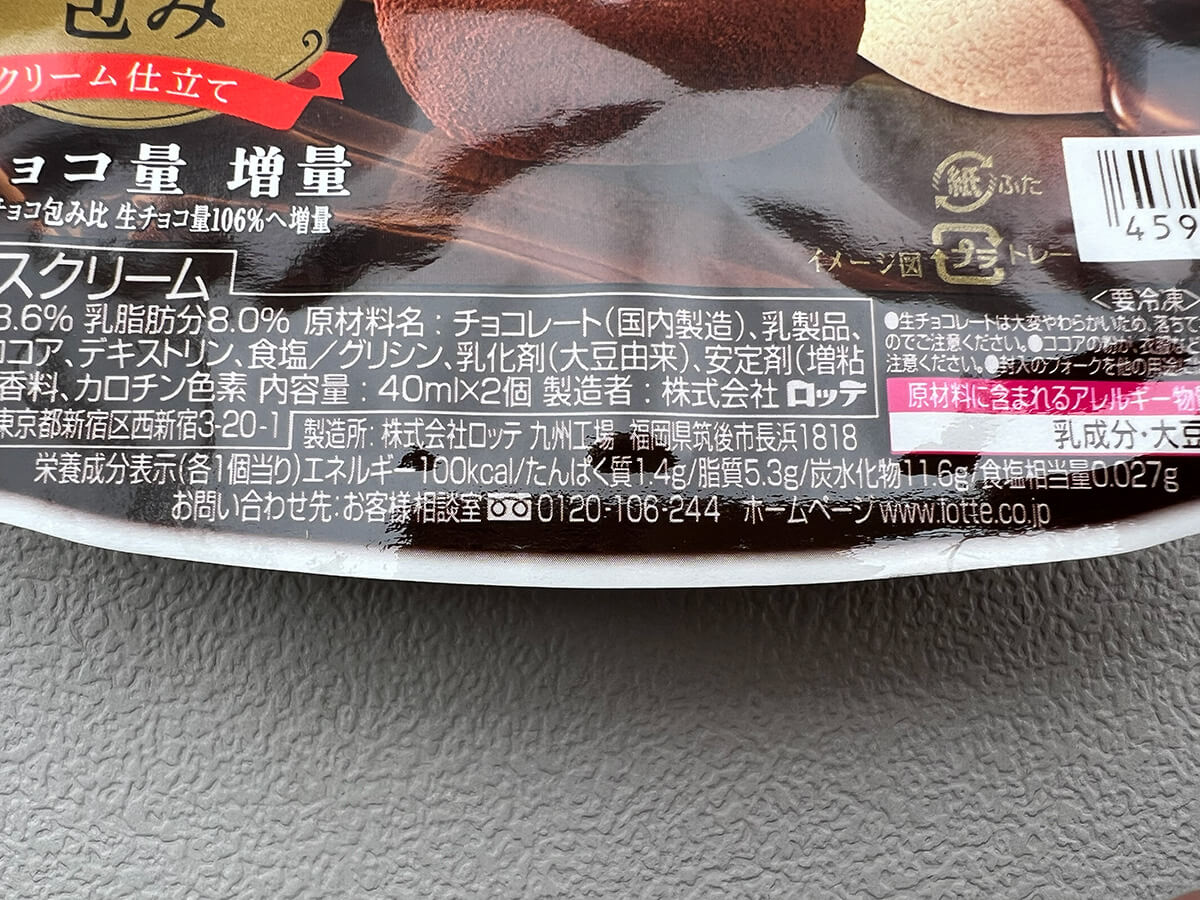 包み
クリーム仕立て
ョコ量 増量
チョコ包み比 生チョコ量106%へ増量
紙 ふた
プラ トレー
イメージ図
459
スクリーム
8.6% 乳脂肪分8.0% 原材料名：チョコレート(国内製造)、乳製品、
ココア、デキストリン、食塩／グリシン、乳化剤(大豆由来)、安定剤(増粘
香料、カロチン色素 内容量：40ml×2個 製造者：株式会社ロッテ
東京都新宿区西新宿3-20-1
製造所：株式会社ロッテ 九州工場 福岡県筑後市長浜1818
栄養成分表示(各1個当り)エネルギー100kcal/たんぱく質1.4g/脂質5.3g/炭水化物11.6g/食塩相当量0.027g
お問い合わせ先：お客様相談室 0120-106-244 ホームページwww.lotte.co.jp
<要冷凍>
●生チョコレートは大変やわらかいため、落ちて
のでご注意ください。●ココアの粉が、衣服など
注意ください。●封入のフォークを他の用途に
原材料に含まれるアレルギー物質
乳成分・大豆